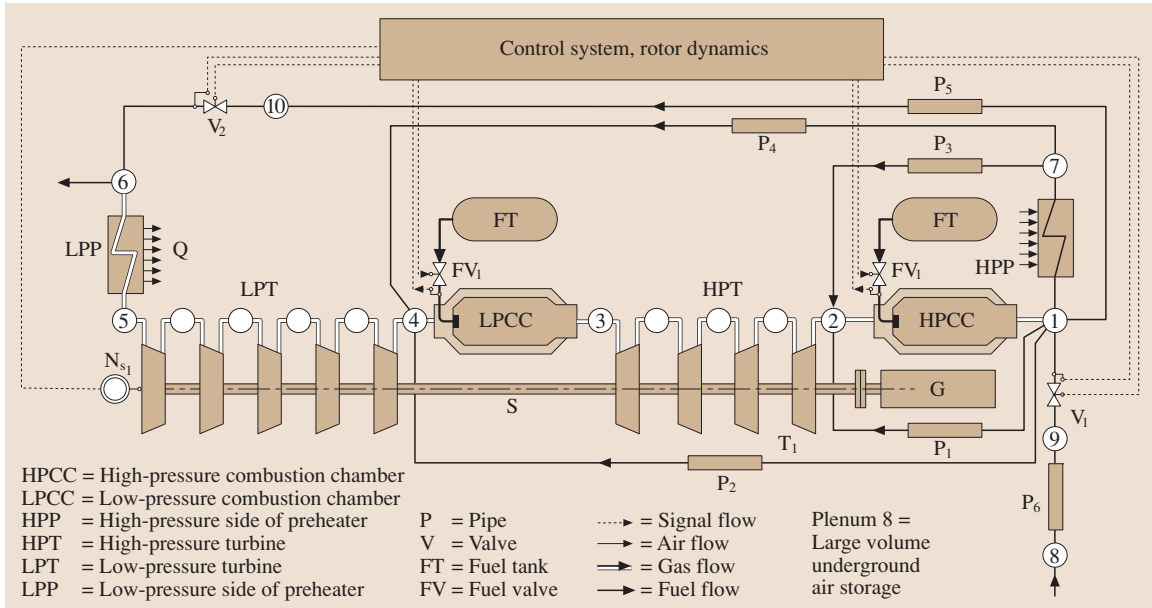 Control system, rotor dynamics
P5
10
V2
P4
P3
7
6
FT
FT
LPP
Q
FV1
FV1
HPP
LPT
HPT
5
4
LPCC
3
2
HPCC
1
Ns1
S
G
V1
T1
P1
9
P2
P6
8
HPCC = High-pressure combustion chamber
LPCC = Low-pressure combustion chamber
HPP = High-pressure side of preheater
HPT = High-pressure turbine
LPT = Low-pressure turbine
LPP = Low-pressure side of preheater
P = Pipe
V = Valve
FT = Fuel tank
FV = Fuel valve
= Signal flow
= Air flow
= Gas flow
= Fuel flow
Plenum 8 =
Large volume
underground
air storage